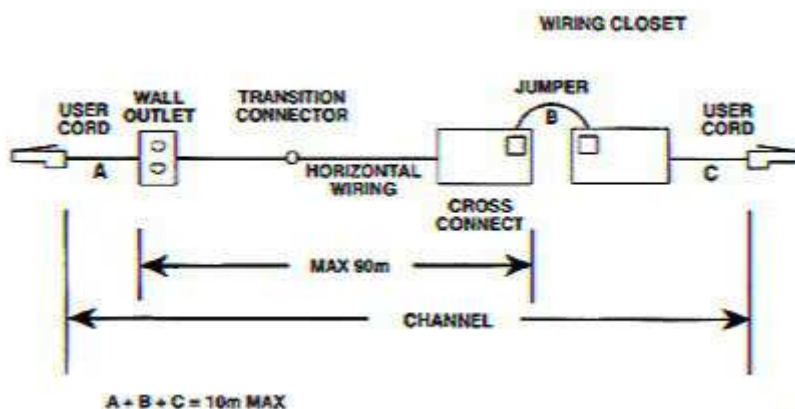 WIRING CLOSET
USER
CORD
WALL
OUTLET
TRANSITION
CONNECTOR
JUMPER
USER
CORD
A
B
C
HORIZONTAL
WIRING
CROSS
CONNECT
MAX 90m
CHANNEL
A + B + C = 10m MAX